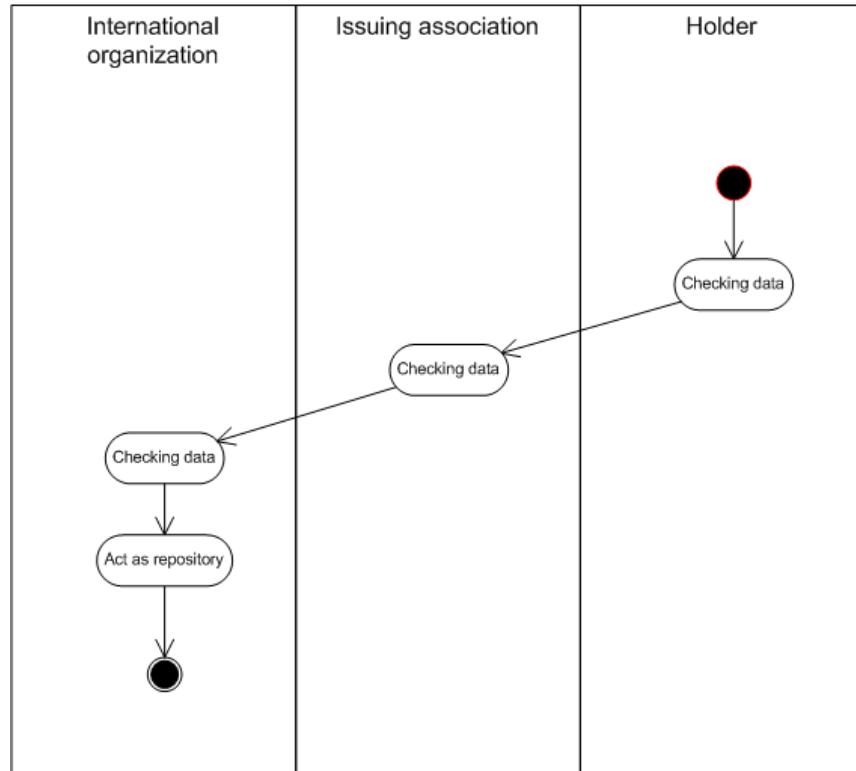 International
organization
Issuing association
Holder
Checking data
Checking data
Checking data
Act as repository